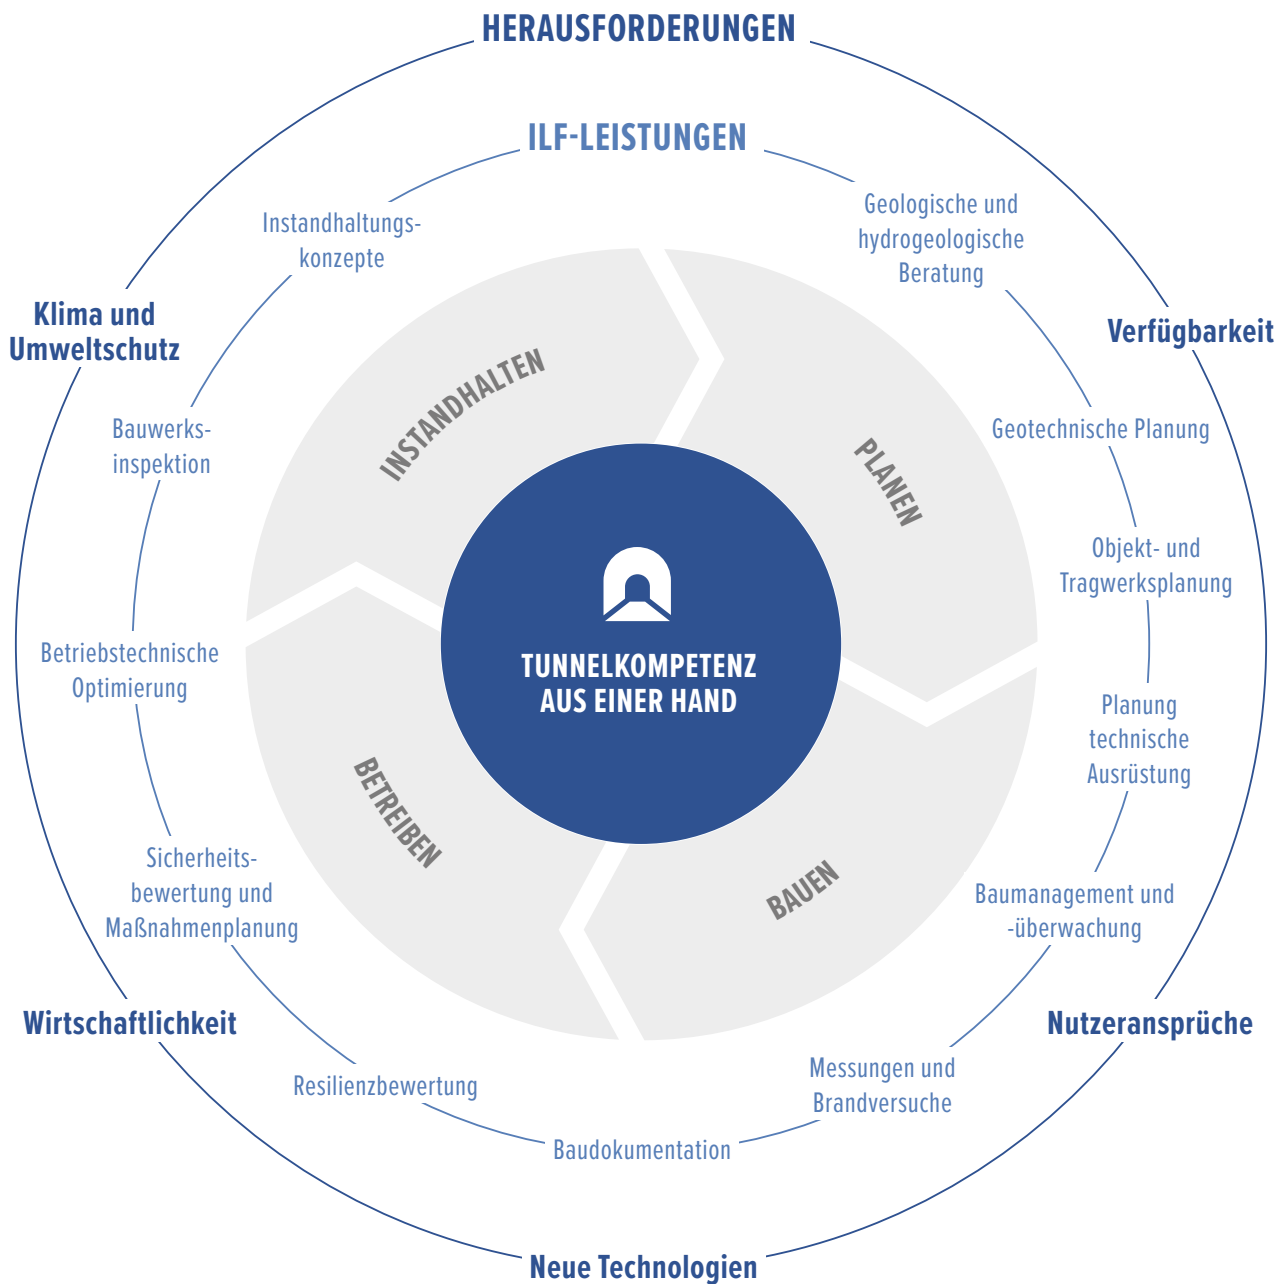 HERAUSFORDERUNGEN
ILF-LEISTUNGEN
Geologische und
hydrogeologische
Beratung
Verfügbarkeit
Geotechnische Planung
Objekt- und
Tragwerksplanung
Planung
technische
Ausrüstung
Baumanagement und
-überwachung
Nutzeransprüche
Messungen und
Brandversuche
Baudokumentation
Neue Technologien
Resilienzbewertung
Wirtschaftlichkeit
Sicherheits-
bewertung und
Maßnahmenplanung
Betriebstechnische
Optimierung
Bauwerks-
inspektion
Klima und
Umweltschutz
Instandhaltungs-
konzepte
INSTANDHALTEN
PLANEN
BAUEN
BETREIBEN
TUNNELKOMPETENZ
AUS EINER HAND